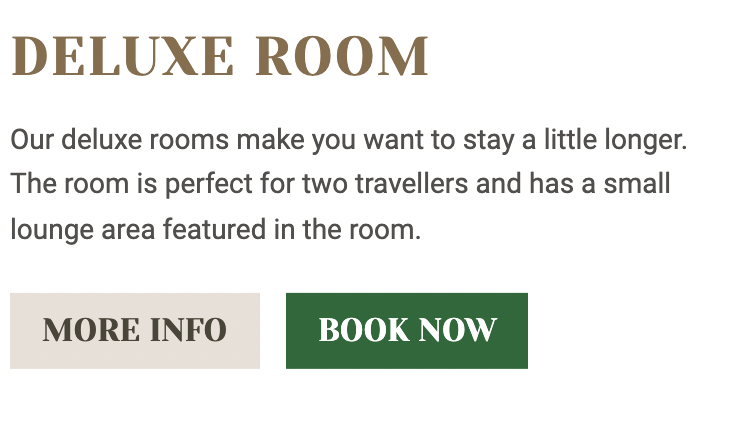 DELUXE ROOM
Our deluxe rooms make you want to stay a little longer.
The room is perfect for two travellers and has a small
lounge area featured in the room.
MORE INFO
BOOK NOW